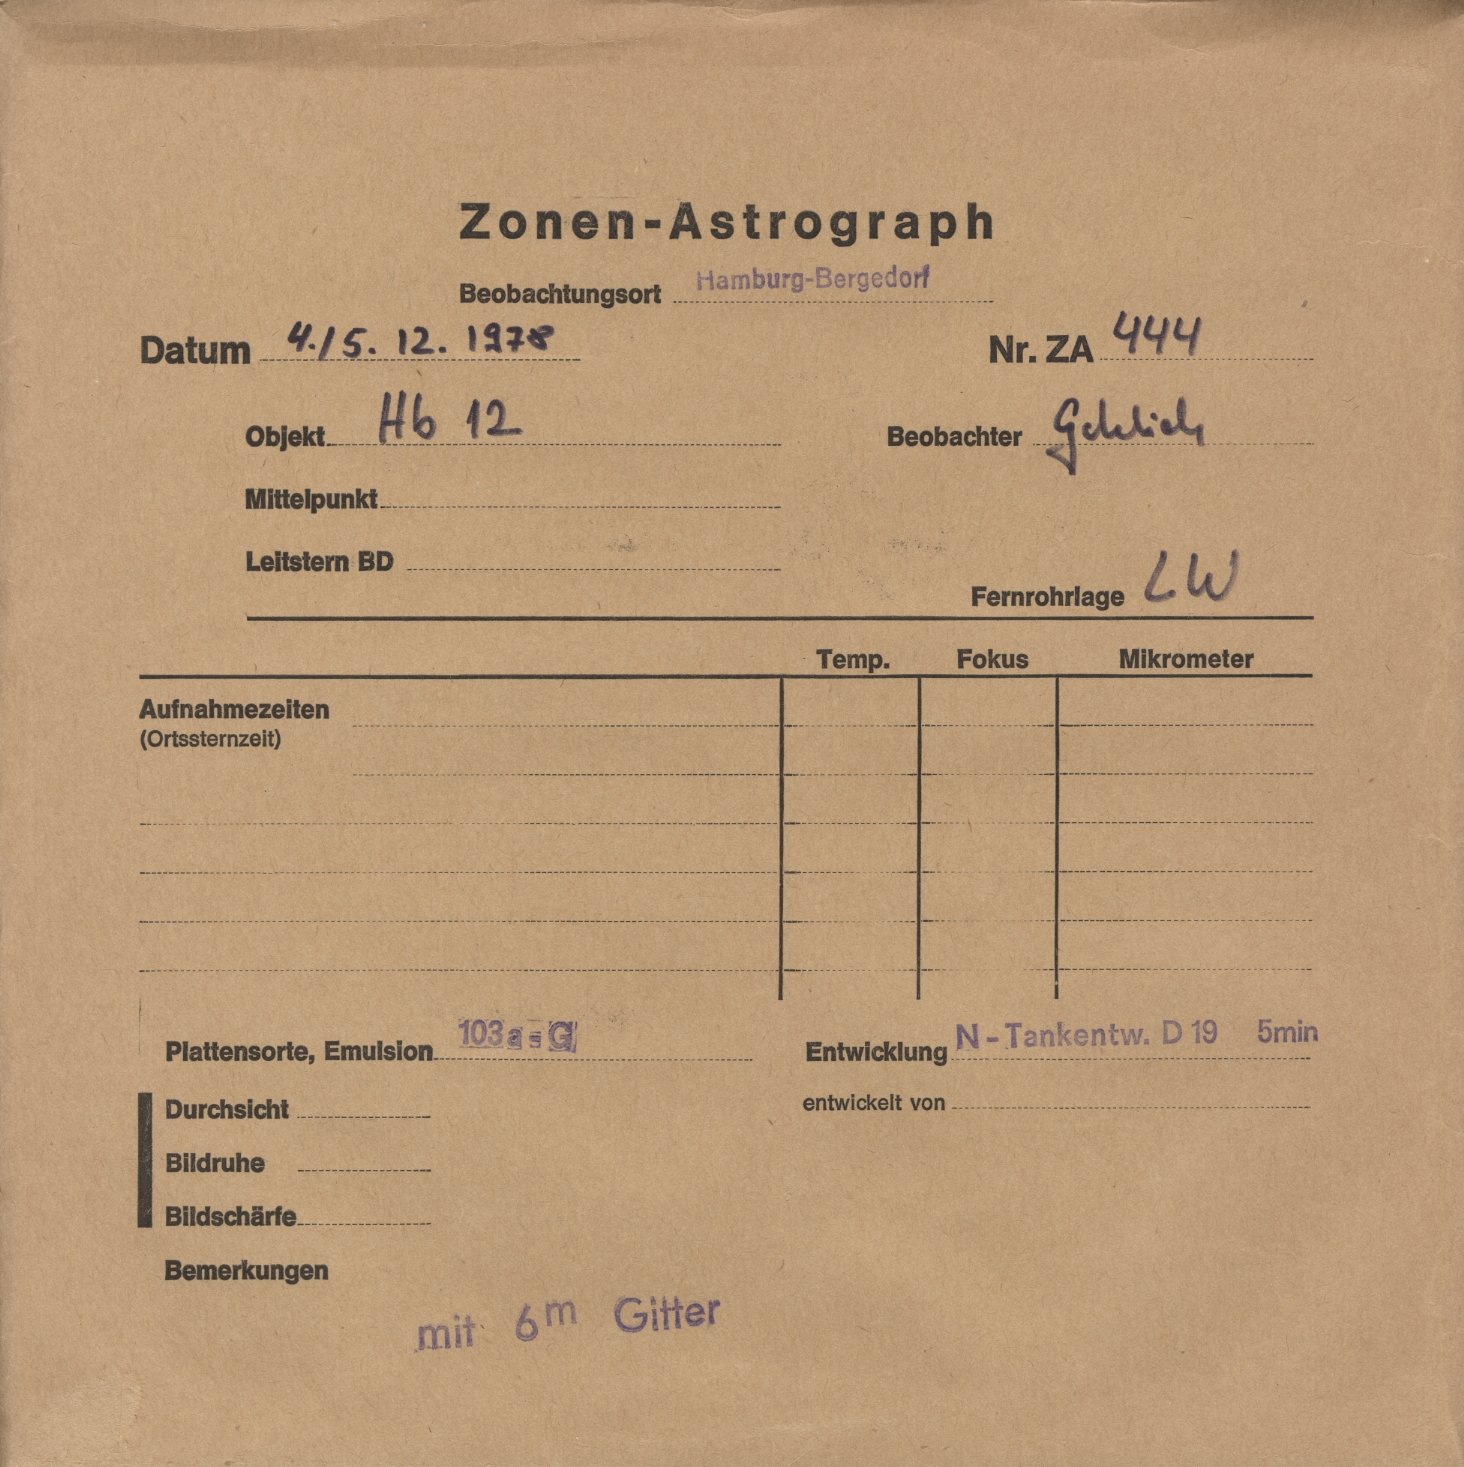 Zonen-Astrograph
Beobachtungsort Hamburg-Bergedorf
Datum 4./5. 12. 1978 Nr. ZA 444
Objekt Hb 12 Beobachter
Mittelpunkt
Leitstern BD
Fernrohrlage LW
Temp. Fokus Mikrometer
Aufnahmezeiten
(Ortssternzeit)
Plattensorte, Emulsion 103a-G Entwicklung N-Tankentw. D 19 5min
Durchsicht entwickelt von
Bildruhe
Bildschärfe
Bemerkungen
mit 6m Gitter